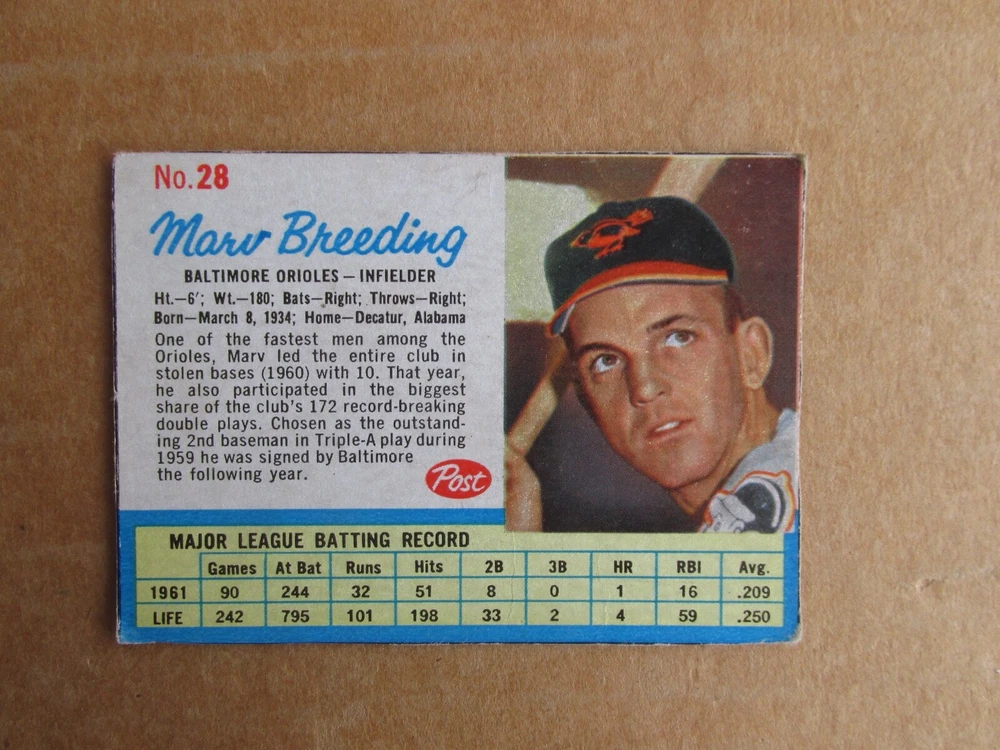 No.28
Marv Breeding
BALTIMORE ORIOLES – INFIELDER
Ht.–6'; Wt.–180; Bats–Right; Throws–Right;
Born–March 8, 1934; Home–Decatur, Alabama
One of the fastest men among the
Orioles, Marv led the entire club in
stolen bases (1960) with 10. That year,
he also participated in the biggest
share of the club's 172 record-breaking
double plays. Chosen as the outstand-
ing 2nd baseman in Triple-A play during
1959 he was signed by Baltimore
the following year.
Post
MAJOR LEAGUE BATTING RECORD
Games At Bat Runs Hits 2B 3B HR RBI Avg.
1961 90 244 32 51 8 0 1 16 .209
LIFE 242 795 101 198 33 2 4 59 .250